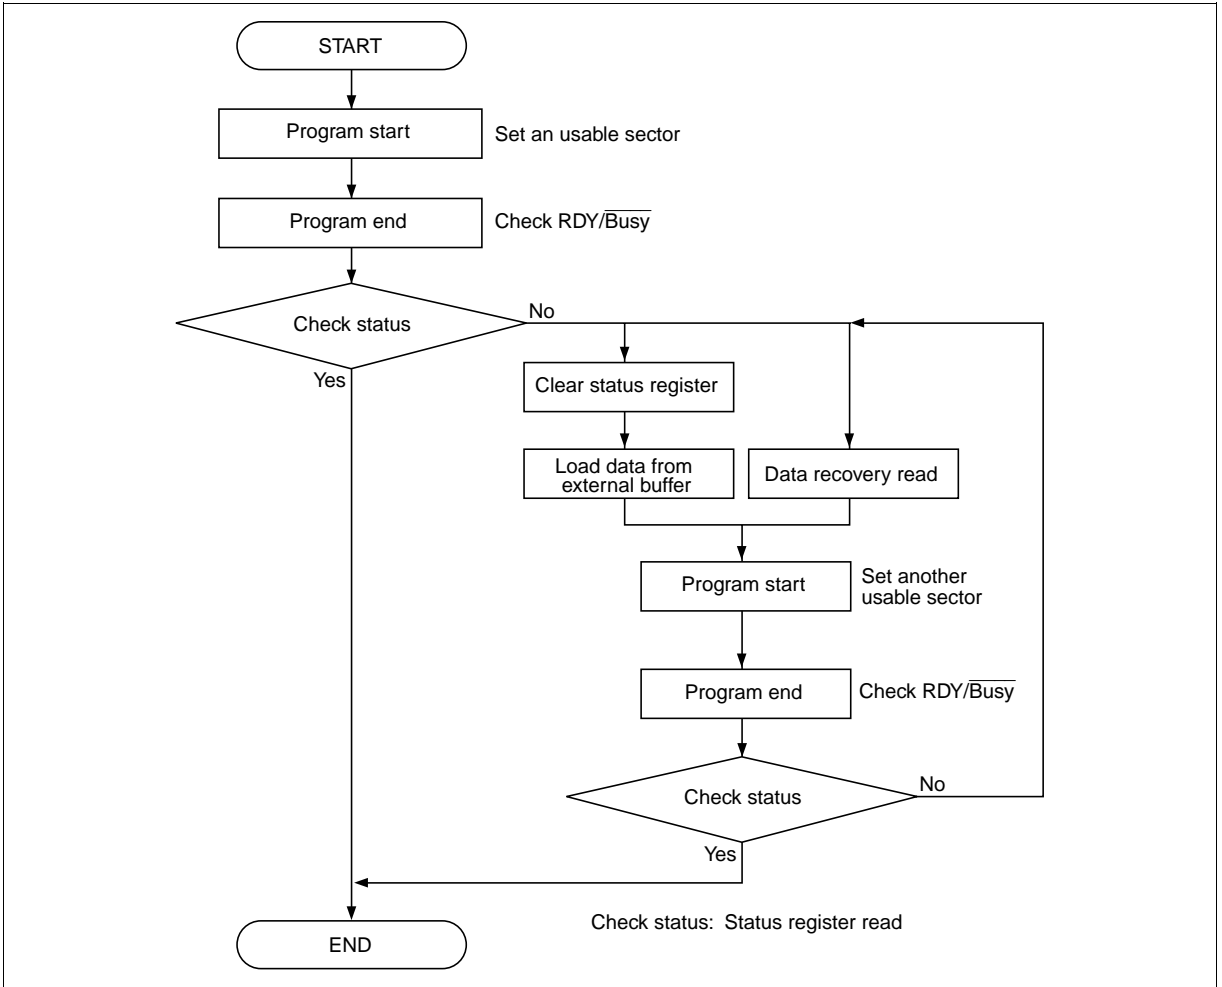 START
Program start
Set an usable sector
Program end
Check RDY/Busy
Check status
No
Yes
Clear status register
Load data from
external buffer
Data recovery read
Program start
Set another
usable sector
Program end
Check RDY/Busy
Check status
No
Yes
Check status: Status register read
END